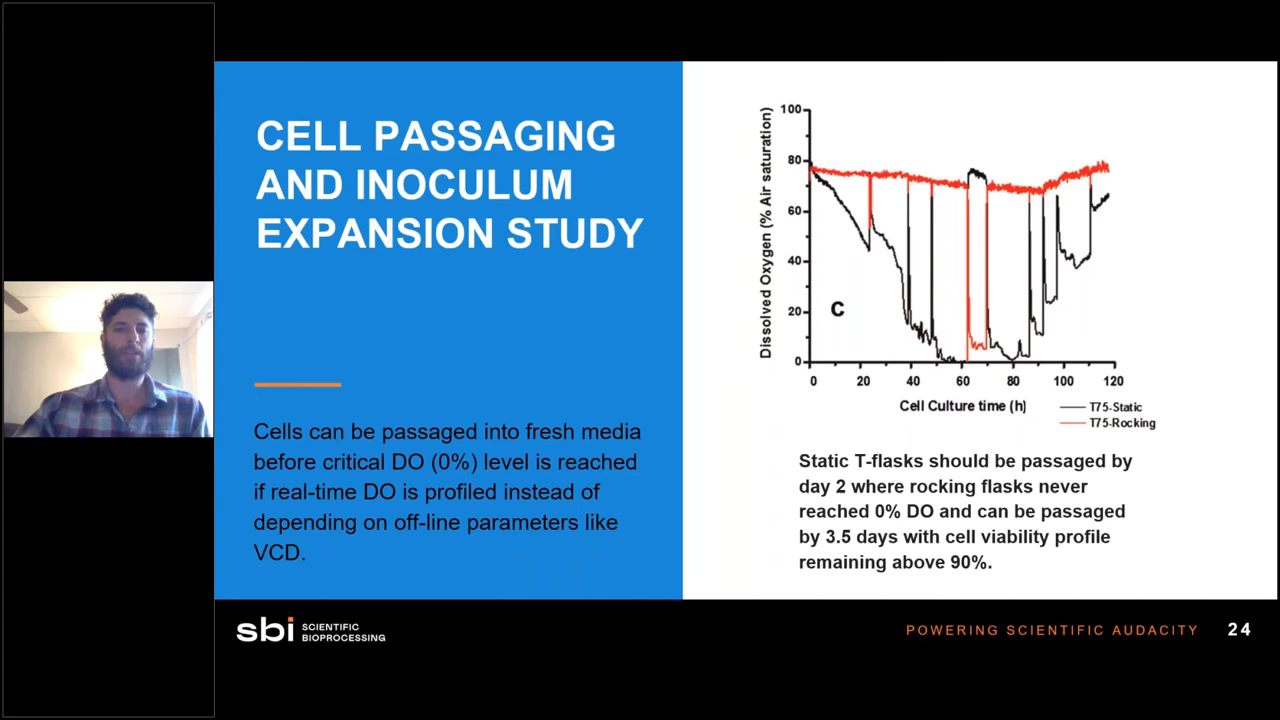 CELL PASSAGING
AND INOCULUM
EXPANSION STUDY
Cells can be passaged into fresh media
before critical DO (0%) level is reached
if real-time DO is profiled instead of
depending on off-line parameters like
VCD.
Dissolved Oxygen (% Air saturation)
100
80
60
40
20
0
C
0 20 40 60 80 100 120
Cell Culture time (h)
T75-Static
T75-Rocking
Static T-flasks should be passaged by
day 2 where rocking flasks never
reached 0% DO and can be passaged
by 3.5 days with cell viability profile
remaining above 90%.
sbi SCIENTIFIC
BIOPROCESSING
POWERING SCIENTIFIC AUDACITY 24